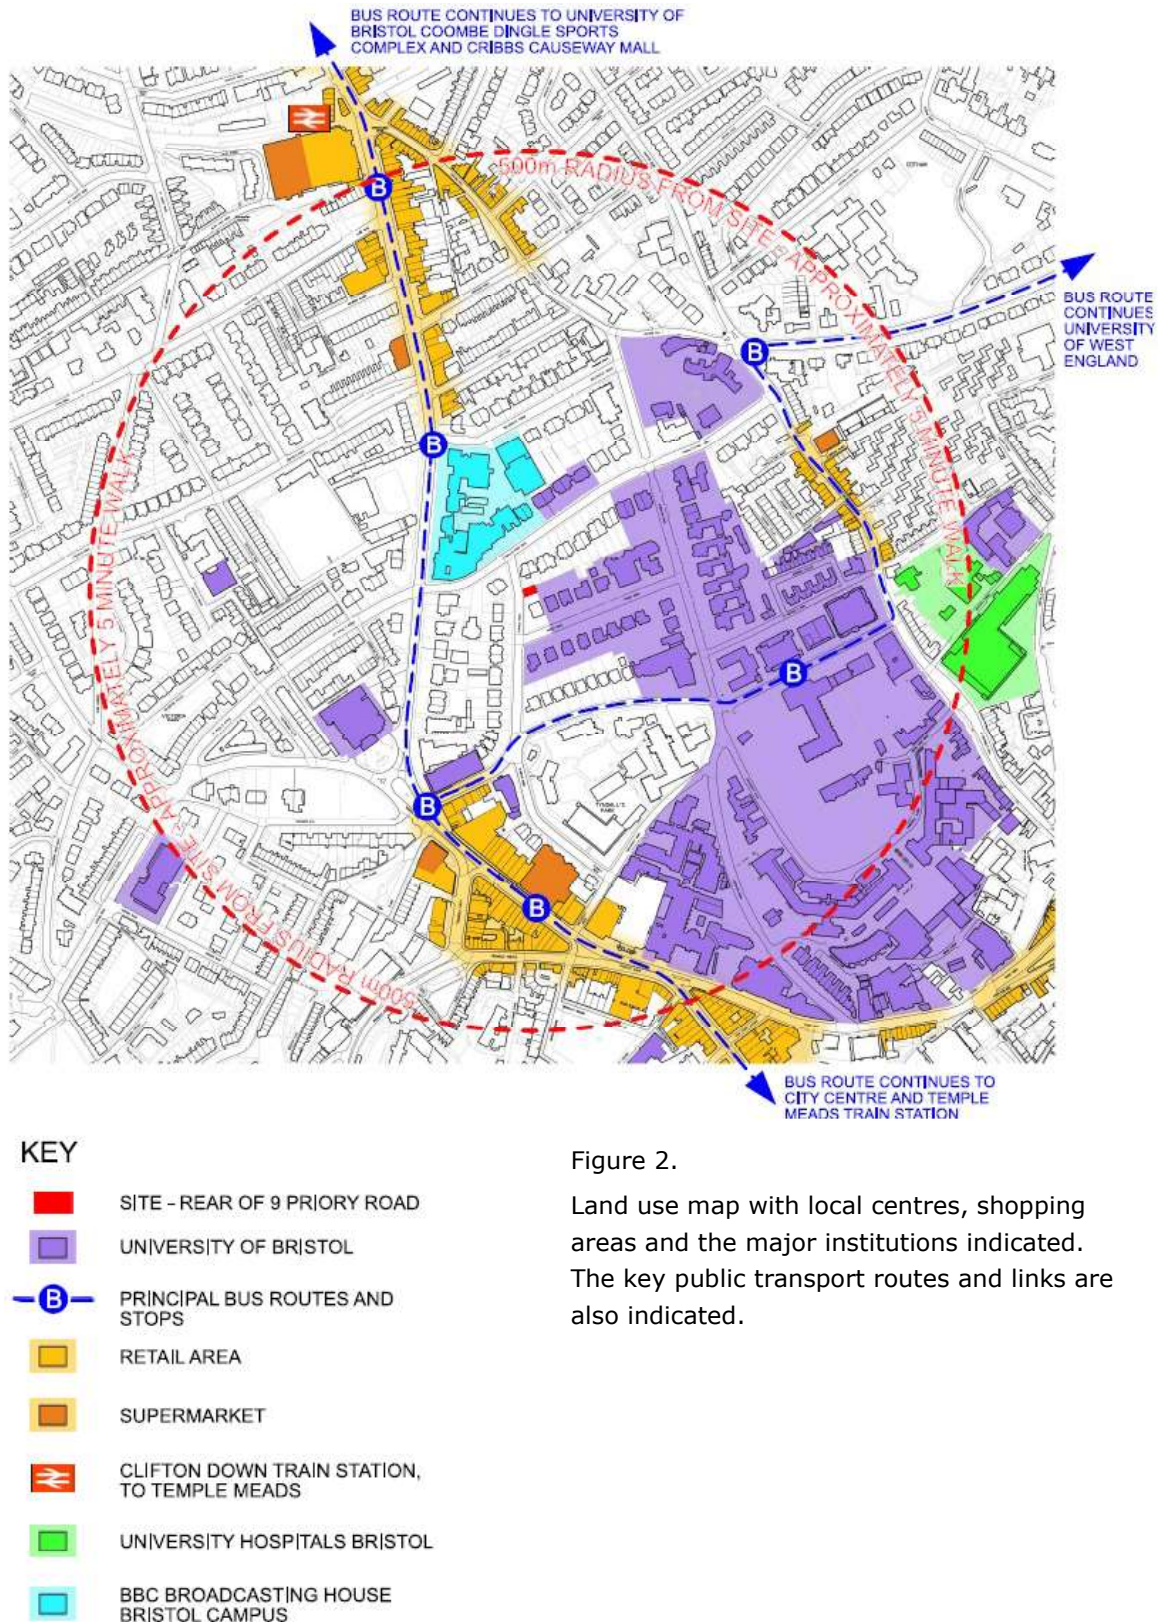 BUS ROUTE CONTINUES TO UNIVERSITY OF
BRISTOL COOMBE DINGLE SPORTS
COMPLEX AND CRIBBS CAUSEWAY MALL
B
500m RADIUS FROM SITE - APPROXIMATELY 5 MINUTE WALK
BUS ROUTE
CONTINUES
UNIVERSITY
OF WEST
ENGLAND
B
B
B
B
B
TYNDALL'S
PARK
VICTORIA
500m RADIUS FROM SITE - APPROXIMATELY 5 MINUTE WALK
BUS ROUTE CONTINUES TO
CITY CENTRE AND TEMPLE
MEADS TRAIN STATION
KEY
SITE - REAR OF 9 PRIORY ROAD
UNIVERSITY OF BRISTOL
B
PRINCIPAL BUS ROUTES AND
STOPS
RETAIL AREA
SUPERMARKET
CLIFTON DOWN TRAIN STATION,
TO TEMPLE MEADS
UNIVERSITY HOSPITALS BRISTOL
BBC BROADCASTING HOUSE
BRISTOL CAMPUS
Figure 2.
Land use map with local centres, shopping
areas and the major institutions indicated.
The key public transport routes and links are
also indicated.